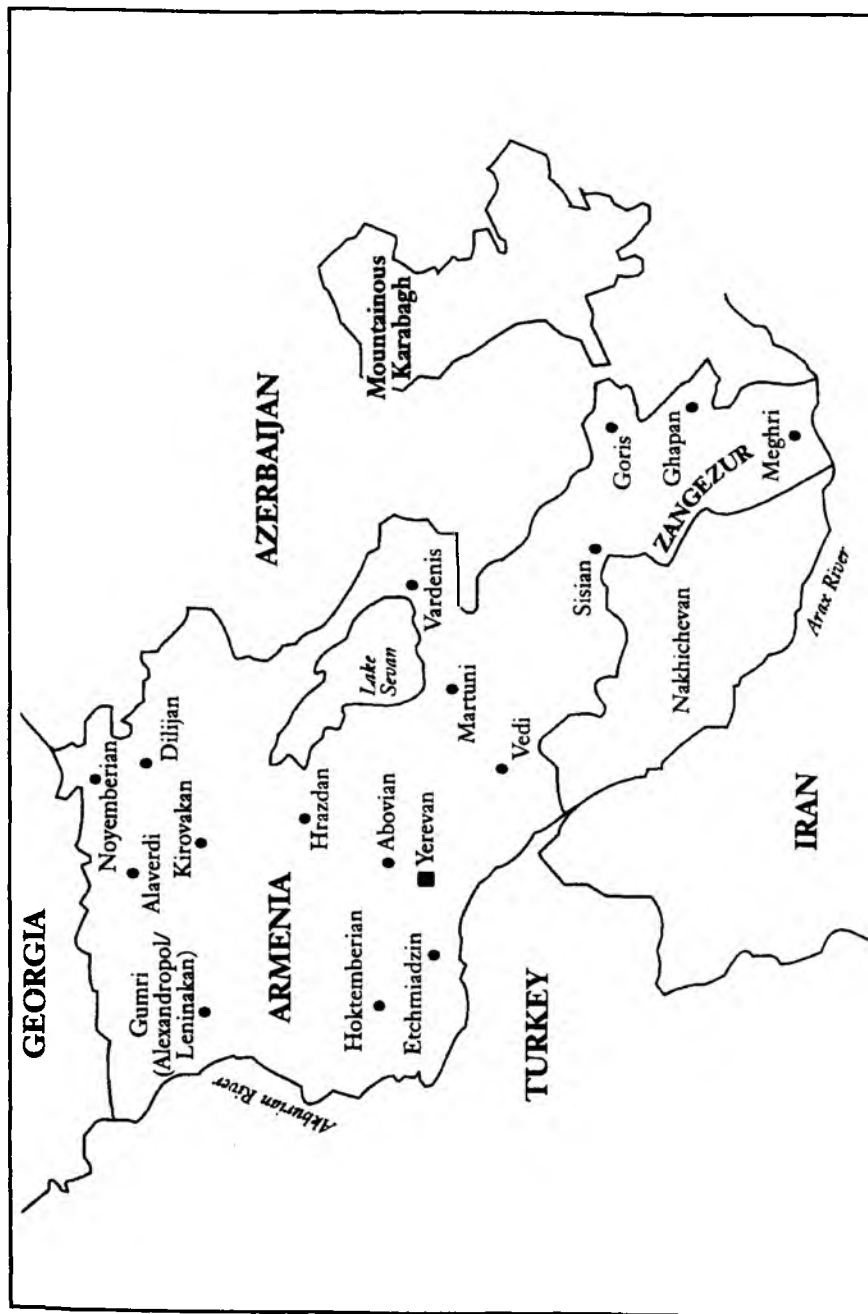 GEORGIA
Noyemberian
Alaverdi
Dilijan
Kirovakan
Gumri
(Alexandropol/
Leninakan)
Akhurian River
AZERBAIJAN
ARMENIA
Hrazdan
Lake
Sevan
Vardenis
Mountainous
Karabagh
Abovian
Yerevan
Hoktemberian
Etchmiadzin
Martuni
Vedi
TURKEY
Sisian
Goris
Ghapan
ZANGEZUR
Meghri
Nakhichevan
Arax River
IRAN